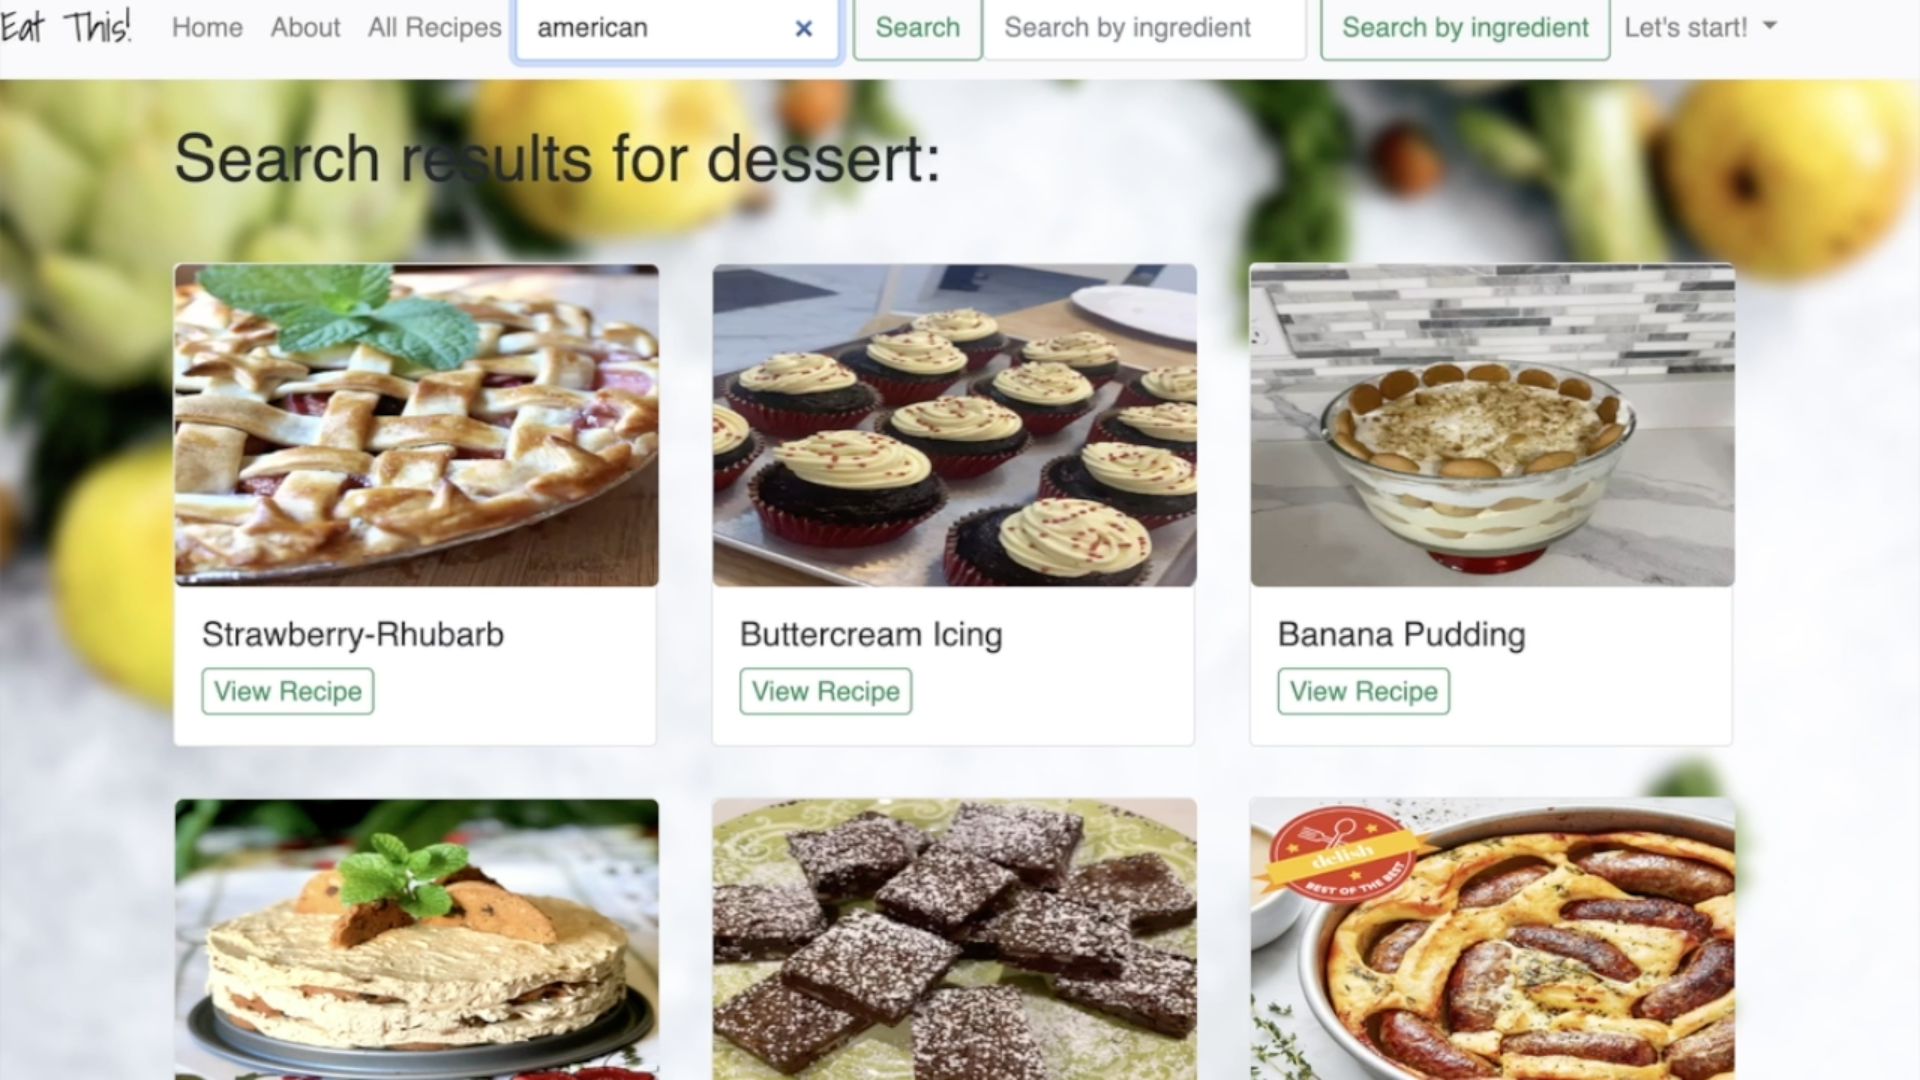 Eat This! Home About All Recipes american × Search Search by ingredient Search by ingredient Let's start!
Search results for dessert:
Strawberry-Rhubarb
View Recipe
Buttercream Icing
View Recipe
Banana Pudding
View Recipe
delish
BEST OF THE BEST